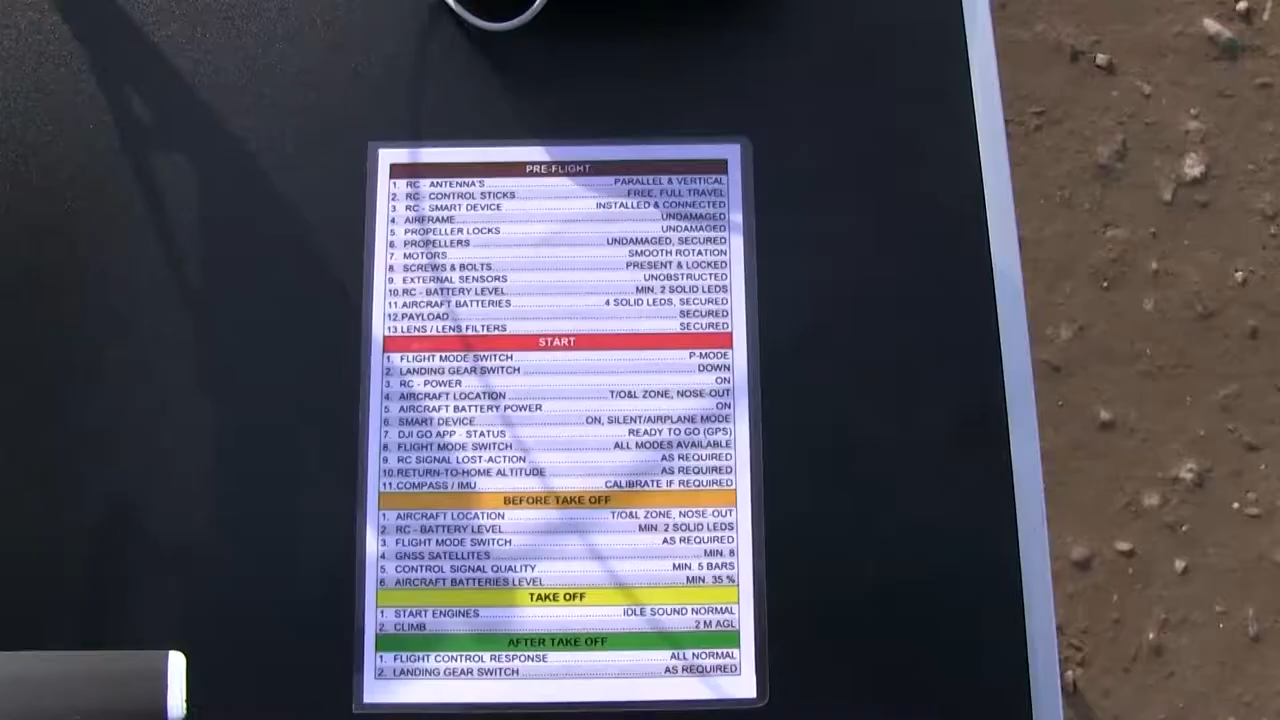 PRE-FLIGHT
1. RC - ANTENNA'S PARALLEL & VERTICAL
2. RC - CONTROL STICKS FREE, FULL TRAVEL
3. RC - SMART DEVICE INSTALLED & CONNECTED
4. AIRFRAME UNDAMAGED
5. PROPELLER LOCKS UNDAMAGED
6. PROPELLERS UNDAMAGED, SECURED
7. MOTORS SMOOTH ROTATION
8. SCREWS & BOLTS PRESENT & LOCKED
9. EXTERNAL SENSORS UNOBSTRUCTED
10. RC - BATTERY LEVEL MIN. 2 SOLID LEDS
11. AIRCRAFT BATTERIES 4 SOLID LEDS, SECURED
12. PAYLOAD SECURED
13. LENS / LENS FILTERS SECURED
START
1. FLIGHT MODE SWITCH P-MODE
2. LANDING GEAR SWITCH DOWN
3. RC - POWER ON
4. AIRCRAFT LOCATION T/O&L ZONE, NOSE-OUT
5. AIRCRAFT BATTERY POWER ON
6. SMART DEVICE ON, SILENT/AIRPLANE MODE
7. DJI GO APP - STATUS READY TO GO (GPS)
8. FLIGHT MODE SWITCH ALL MODES AVAILABLE
9. RC SIGNAL LOST-ACTION AS REQUIRED
10. RETURN-TO-HOME ALTITUDE AS REQUIRED
11. COMPASS / IMU CALIBRATE IF REQUIRED
BEFORE TAKE OFF
1. AIRCRAFT LOCATION T/O&L ZONE, NOSE-OUT
2. RC - BATTERY LEVEL MIN. 2 SOLID LEDS
3. FLIGHT MODE SWITCH AS REQUIRED
4. GNSS SATELLITES MIN. 8
5. CONTROL SIGNAL QUALITY MIN. 5 BARS
6. AIRCRAFT BATTERIES LEVEL MIN. 35 %
TAKE OFF
1. START ENGINES IDLE SOUND NORMAL
2. CLIMB 2 M AGL
AFTER TAKE OFF
1. FLIGHT CONTROL RESPONSE ALL NORMAL
2. LANDING GEAR SWITCH AS REQUIRED